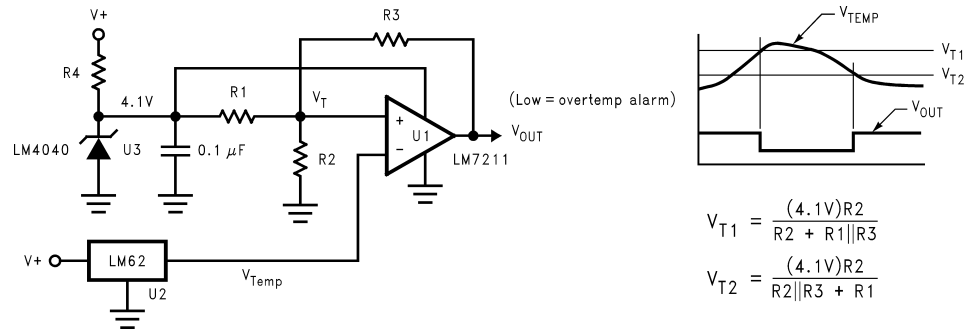 V+
R3
R4
4.1V
R1
V_T
+
U1
−
(Low = overtemp alarm)
V_OUT
LM4040
U3
0.1 µF
R2
LM7211
V+
LM62
V_Temp
U2
V_TEMP
V_T1
V_T2
V_OUT
V_T1 = (4.1V)R2 / R2 + R1||R3
V_T2 = (4.1V)R2 / R2||R3 + R1